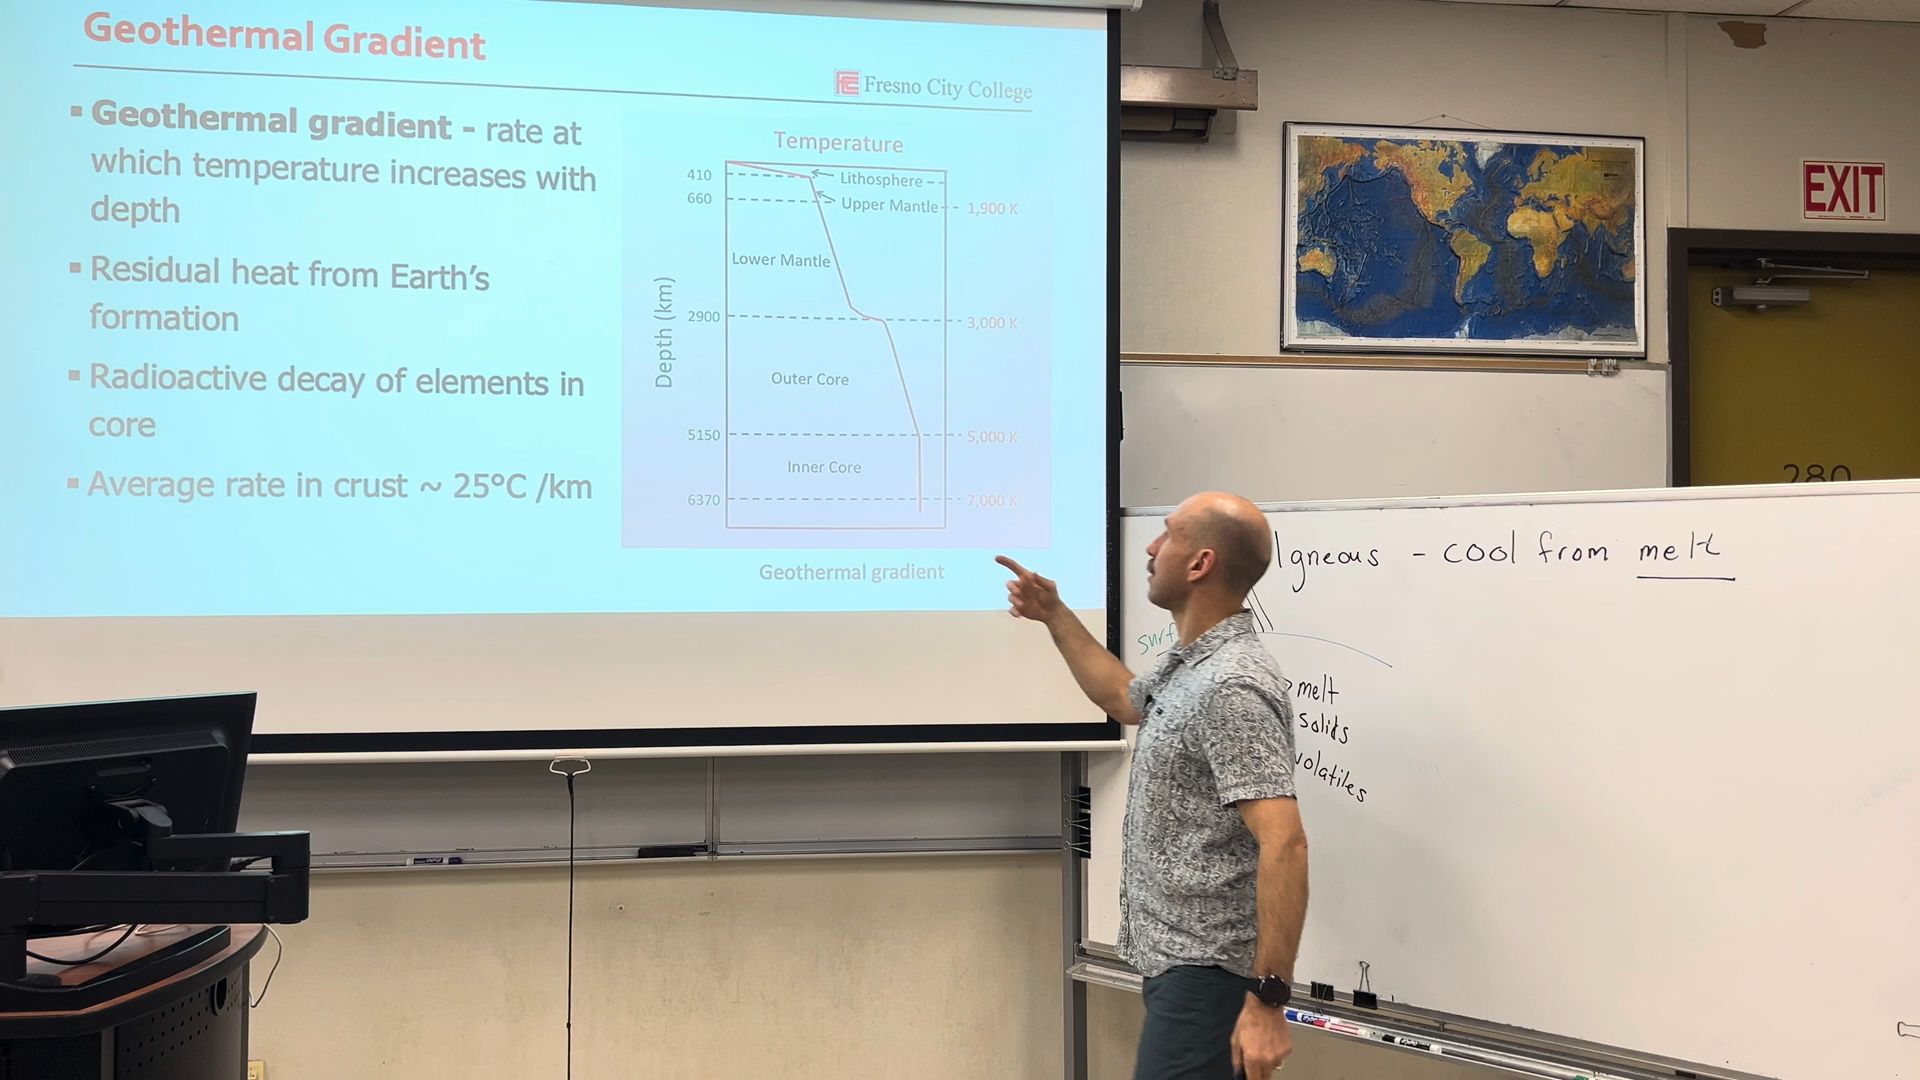 Geothermal Gradient
FCC Fresno City College
▪ Geothermal gradient - rate at
which temperature increases with
depth
▪ Residual heat from Earth's
formation
▪ Radioactive decay of elements in
core
▪ Average rate in crust ~ 25°C /km
Temperature
Depth (km)
410
Lithosphere
660
Upper Mantle
1,900 K
Lower Mantle
2900
3,000 K
Outer Core
5150
5,000 K
Inner Core
6370
7,000 K
Geothermal gradient
EXIT
280
Igneous - cool from melt
surf
melt
solids
volatiles